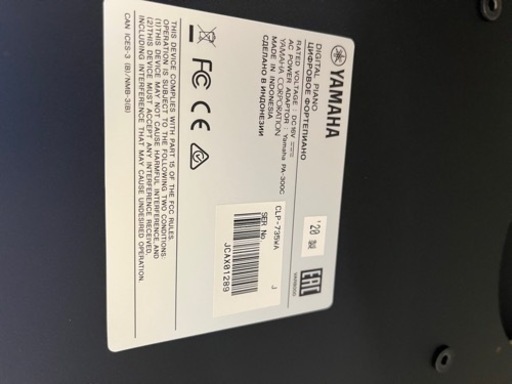 YAMAHA
DIGITAL PIANO
ЦИФРОВОЕ ФОРТЕПИАНО
RATED VOLTAGE : DC16V
AC POWER ADAPTOR : Yamaha PA-300C
YAMAHA CORPORATION
MADE IN INDONESIA
СДЕЛАНО В ИНДОНЕЗИИ
'20 製
EAC
CLP-735WA J
SER No.
JCAX01289
FC CE
THIS DEVICE COMPLIES WITH PART 15 OF THE FCC RULES.
OPERATION IS SUBJECT TO THE FOLLOWING TWO CONDITIONS:
(1)THIS DEVICE MAY NOT CAUSE HARMFUL INTERFERENCE, AND
(2)THIS DEVICE MUST ACCEPT ANY INTERFERENCE RECEIVED,
INCLUDING INTERFERENCE THAT MAY CAUSE UNDESIRED OPERATION.
CAN ICES-3 (B)/NMB-3(B)